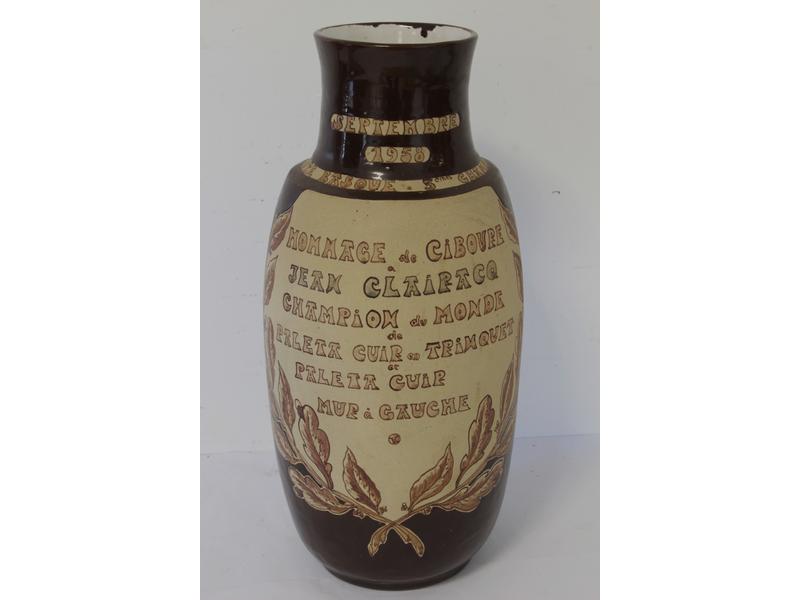 SEPTEMBRE
1958
BASQUE . 3ème
HOMMAGE de CIBOURE
à
JEAN CLAIRACQ
CHAMPION du MONDE
de
PALETA CUIR en TRINQUET
et
PALETA CUIR
MUR à GAUCHE